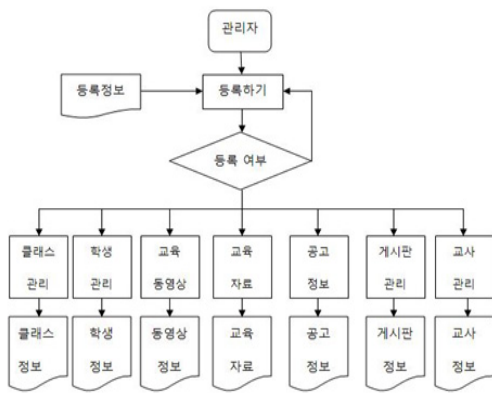 관리자
등록정보
등록하기
등록 여부
클래스
관리
학생
관리
교육
동영상
교육
자료
공고
정보
게시판
관리
교사
관리
클래스
정보
학생
정보
동영상
정보
교육
자료
공고
정보
게시판
정보
교사
정보